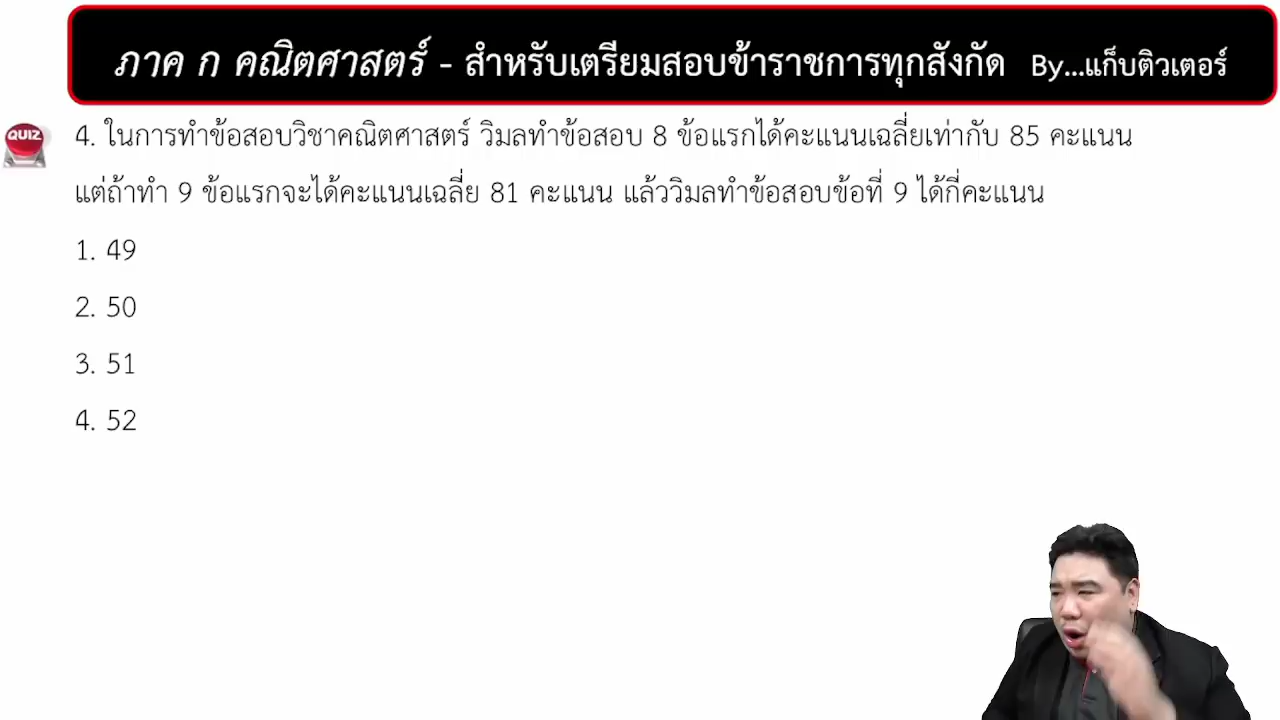 ภาค ก คณิตศาสตร์ - สำหรับเตรียมสอบข้าราชการทุกสังกัด By...แก็บติวเตอร์
QUIZ
4. ในการทำข้อสอบวิชาคณิตศาสตร์ วิมลทำข้อสอบ 8 ข้อแรกได้คะแนนเฉลี่ยเท่ากับ 85 คะแนน
แต่ถ้าทำ 9 ข้อแรกจะได้คะแนนเฉลี่ย 81 คะแนน แล้ววิมลทำข้อสอบข้อที่ 9 ได้กี่คะแนน
1. 49
2. 50
3. 51
4. 52